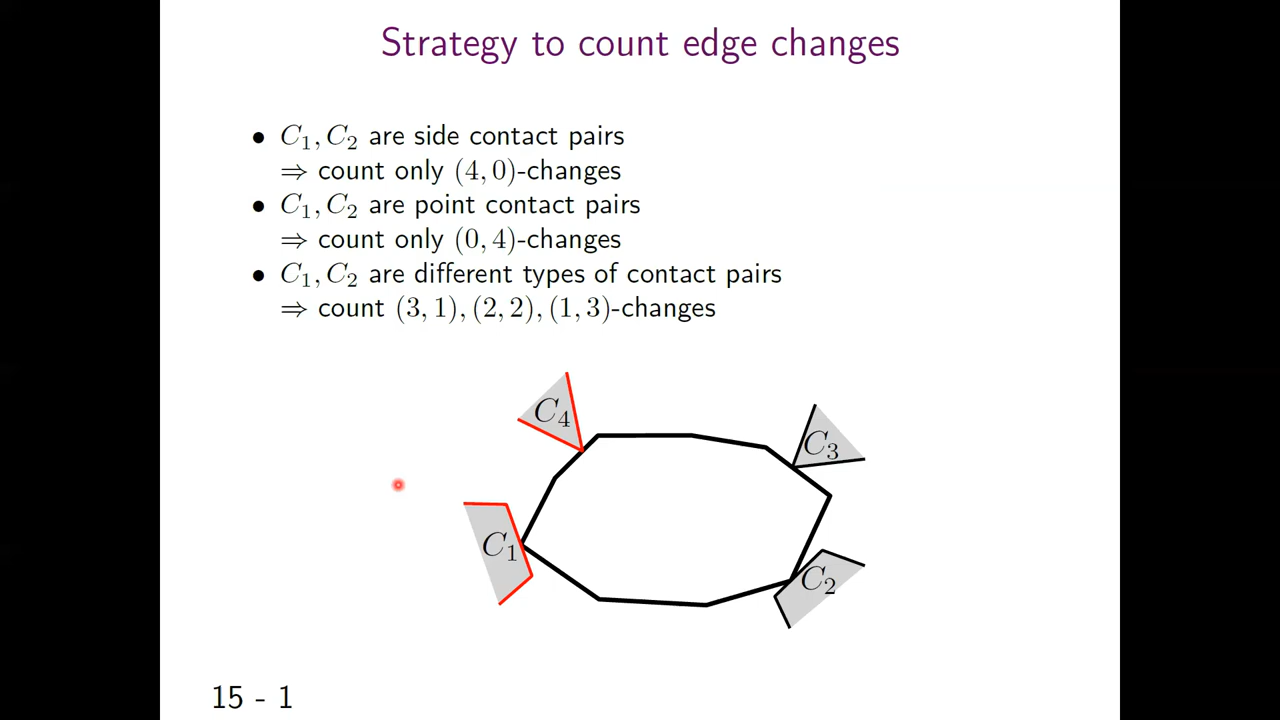 Strategy to count edge changes
• C₁, C₂ are side contact pairs
⇒ count only (4, 0)-changes
• C₁, C₂ are point contact pairs
⇒ count only (0, 4)-changes
• C₁, C₂ are different types of contact pairs
⇒ count (3, 1), (2, 2), (1, 3)-changes
C₄
C₃
C₁
C₂
15 - 1